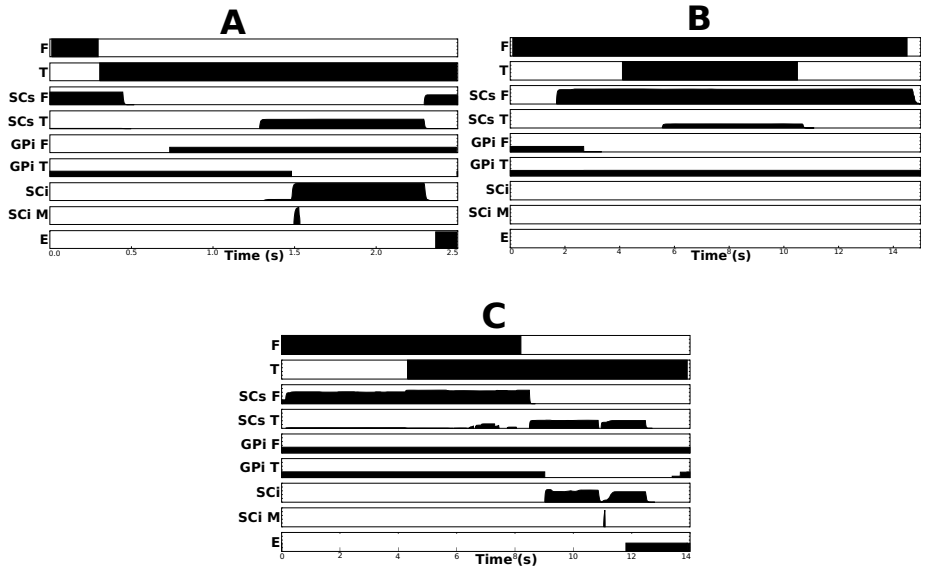 A
F
T
SCs F
SCs T
GPi F
GPi T
SCi
SCi M
E
0.0 0.5 1.0 1.5 2.0 2.5
Time (s)
B
F
T
SCs F
SCs T
GPi F
GPi T
SCi
SCi M
E
0 2 4 6 8 10 12 14
Time (s)
C
F
T
SCs F
SCs T
GPi F
GPi T
SCi
SCi M
E
0 2 4 6 8 10 12 14
Time (s)